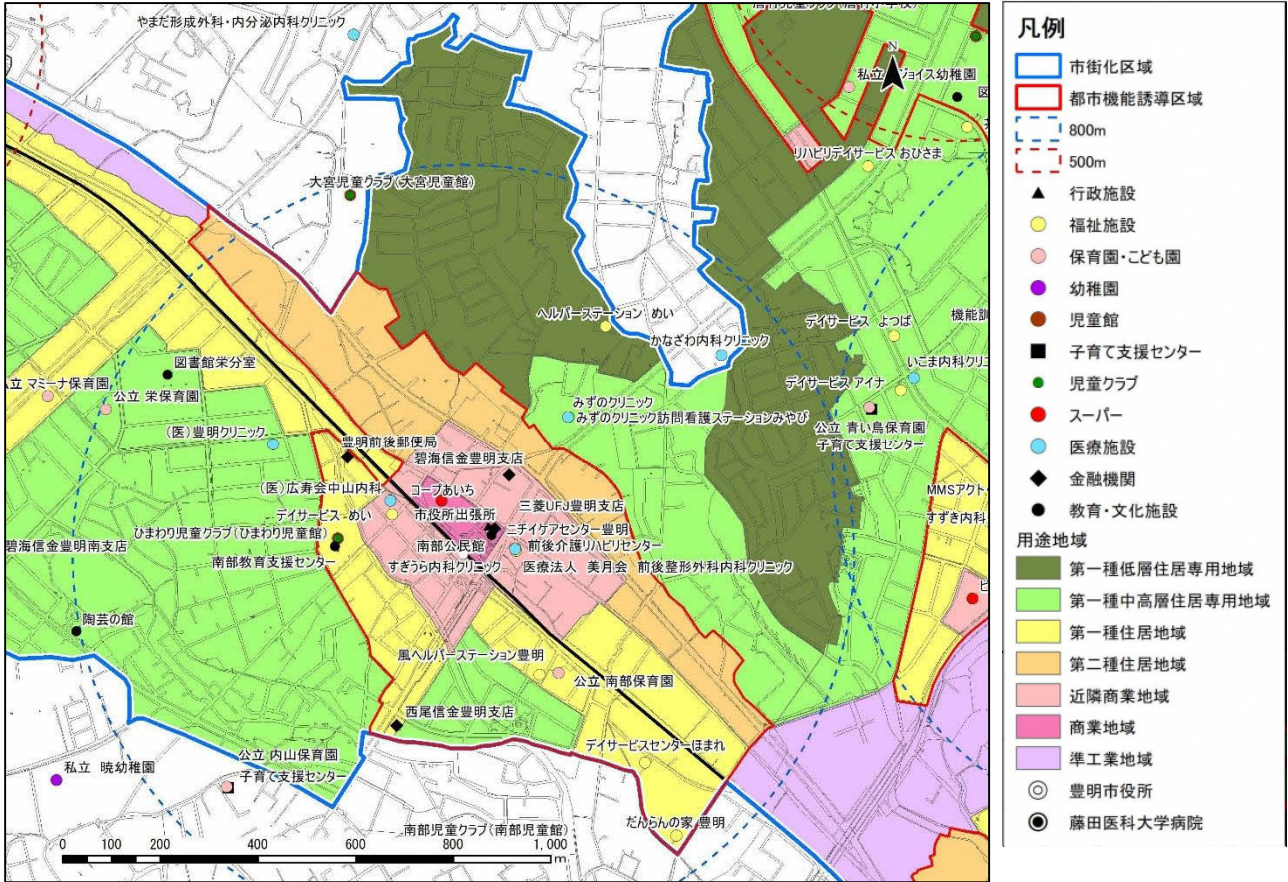 やまだ形成外科・内分泌内科クリニック
N
私立 ジョイス幼稚園
図
リハビリデイサービス おひさま
大宮児童クラブ(大宮児童館)
ヘルパーステーション めい
かなざわ内科クリニック
デイサービス よつば
機能訓
いこま内科クリニ
図書館栄分室
立 マミーナ保育園
公立 栄保育園
デイサービス アイナ
みずのクリニック
みずのクリニック訪問看護ステーションみやび
公立 青い鳥保育園
子育て支援センター
(医)豊明クリニック
豊明前後郵便局
碧海信金豊明支店
(医)広寿会中山内科
コープあいち
三菱UFJ豊明支店
MMSアクト
デイサービス めい
市役所出張所
ニチイケアセンター豊明
すずき内科
ひまわり児童クラブ(ひまわり児童館)
碧海信金豊明南支店
南部公民館
前後介護リハビリセンター
南部教育支援センター
すぎうら内科クリニック
医療法人 美月会 前後整形外科内科クリニック
ピ
陶芸の館
風ヘルパーステーション豊明
公立 南部保育園
西尾信金豊明支店
デイサービスセンターほまれ
公立 内山保育園
子育て支援センター
私立 暁幼稚園
南部児童クラブ(南部児童館)
だんらんの家 豊明
0 200 400 600 800 1,000
m
凡例
市街化区域
都市機能誘導区域
800m
500m
行政施設
福祉施設
保育園・こども園
幼稚園
児童館
子育て支援センター
児童クラブ
スーパー
医療施設
金融機関
教育・文化施設
用途地域
第一種低層住居専用地域
第一種中高層住居専用地域
第一種住居地域
第二種住居地域
近隣商業地域
商業地域
準工業地域
豊明市役所
藤田医科大学病院